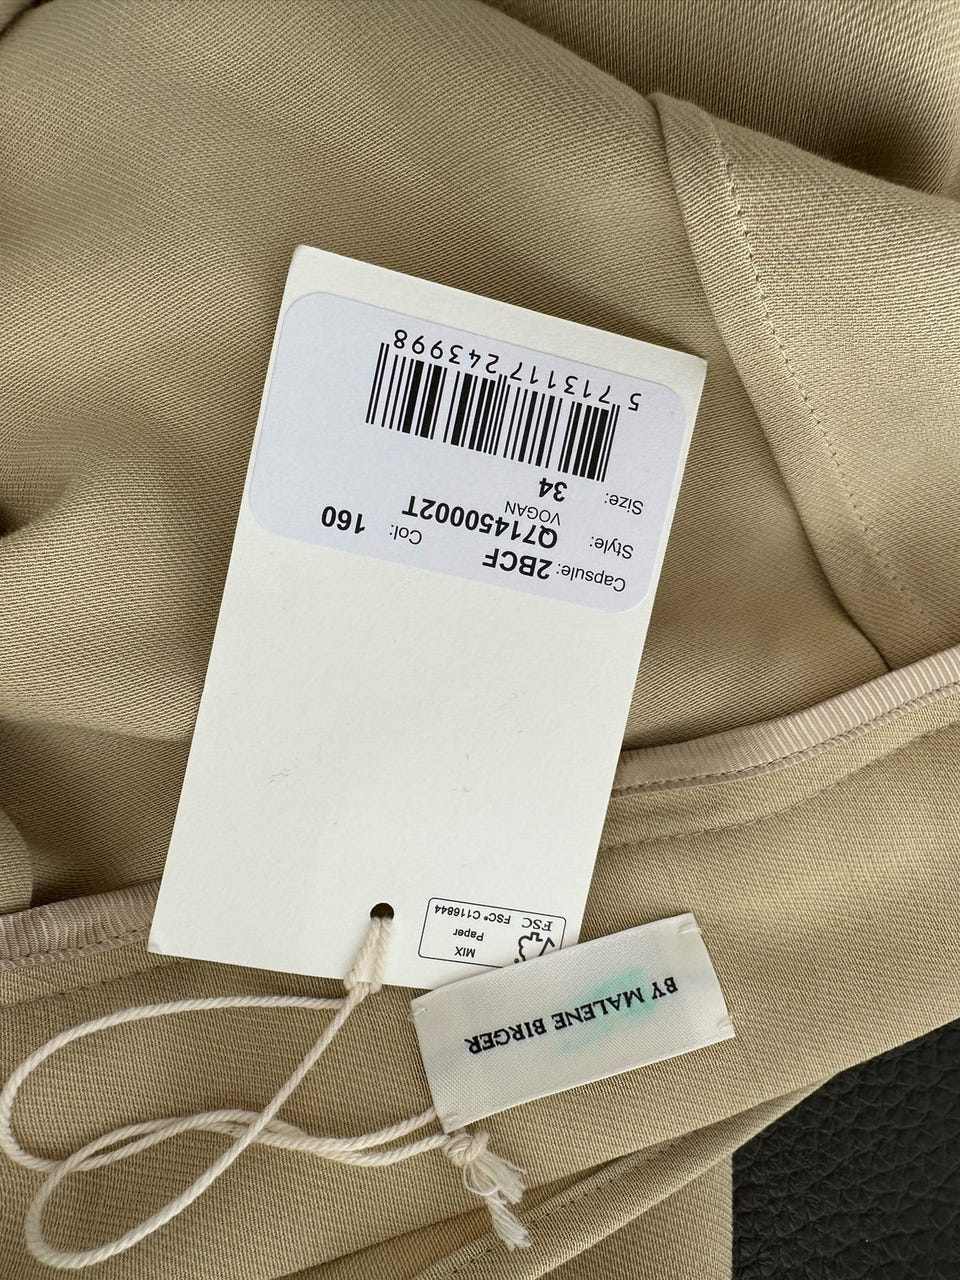 MIX
Paper
FSC
FSC® C116844
Capsule: 2BCF
Style: Q71450002T Col: 160
VOGAN
Size: 34
5 713117 243998
BY MALENE BIRGER